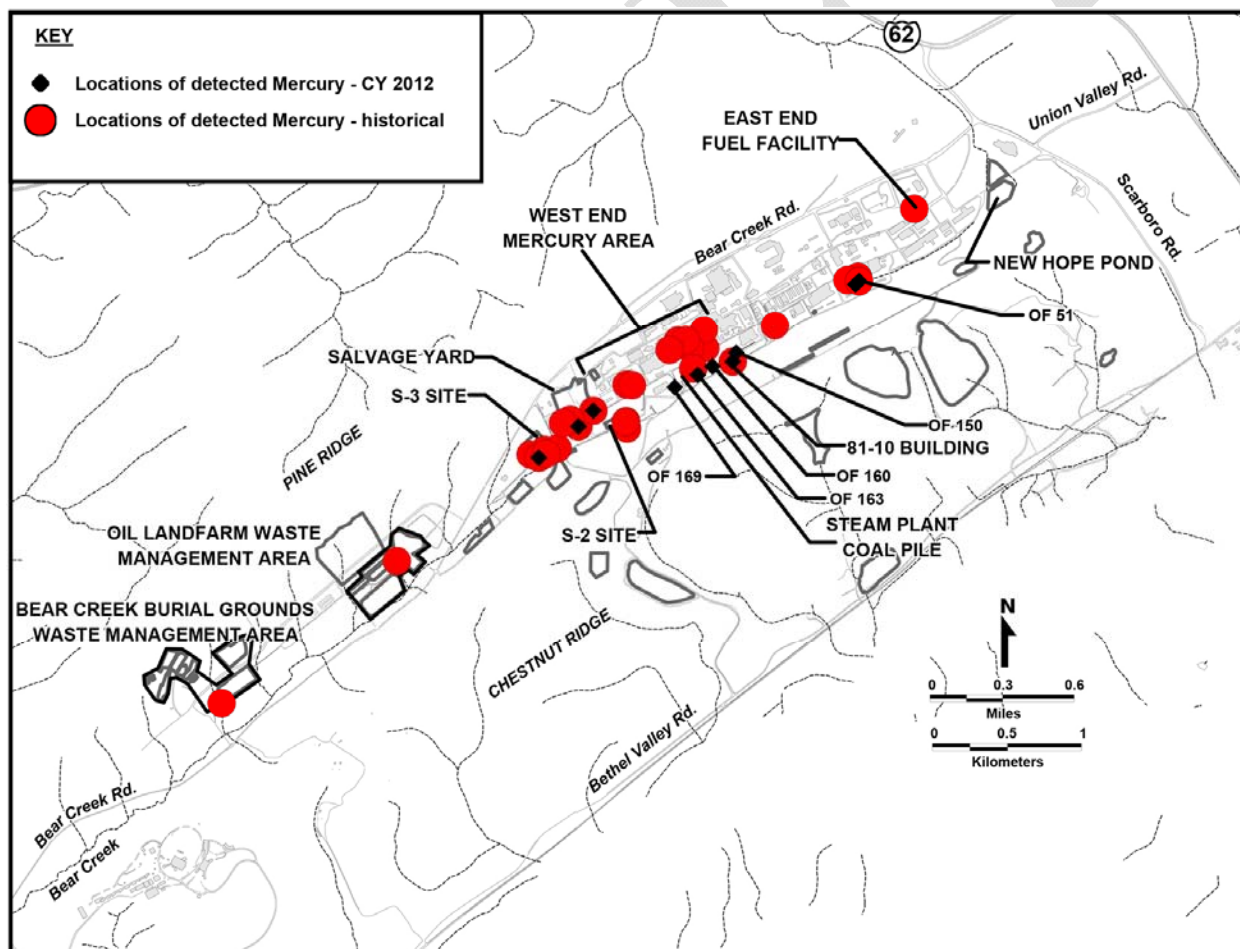 KEY
Locations of detected Mercury - CY 2012
Locations of detected Mercury - historical
62
Union Valley Rd.
EAST END
FUEL FACILITY
Scarboro Rd.
WEST END
MERCURY AREA
Bear Creek Rd.
NEW HOPE POND
OF 51
SALVAGE YARD
S-3 SITE
OF 150
81-10 BUILDING
PINE RIDGE
OF 169
OF 160
OF 163
STEAM PLANT
COAL PILE
S-2 SITE
OIL LANDFARM WASTE
MANAGEMENT AREA
BEAR CREEK BURIAL GROUNDS
WASTE MANAGEMENT AREA
CHESTNUT RIDGE
N
0 0.3 0.6
Miles
0 0.5 1
Kilometers
Bethel Valley Rd.
Bear Creek Rd.
Bear Creek